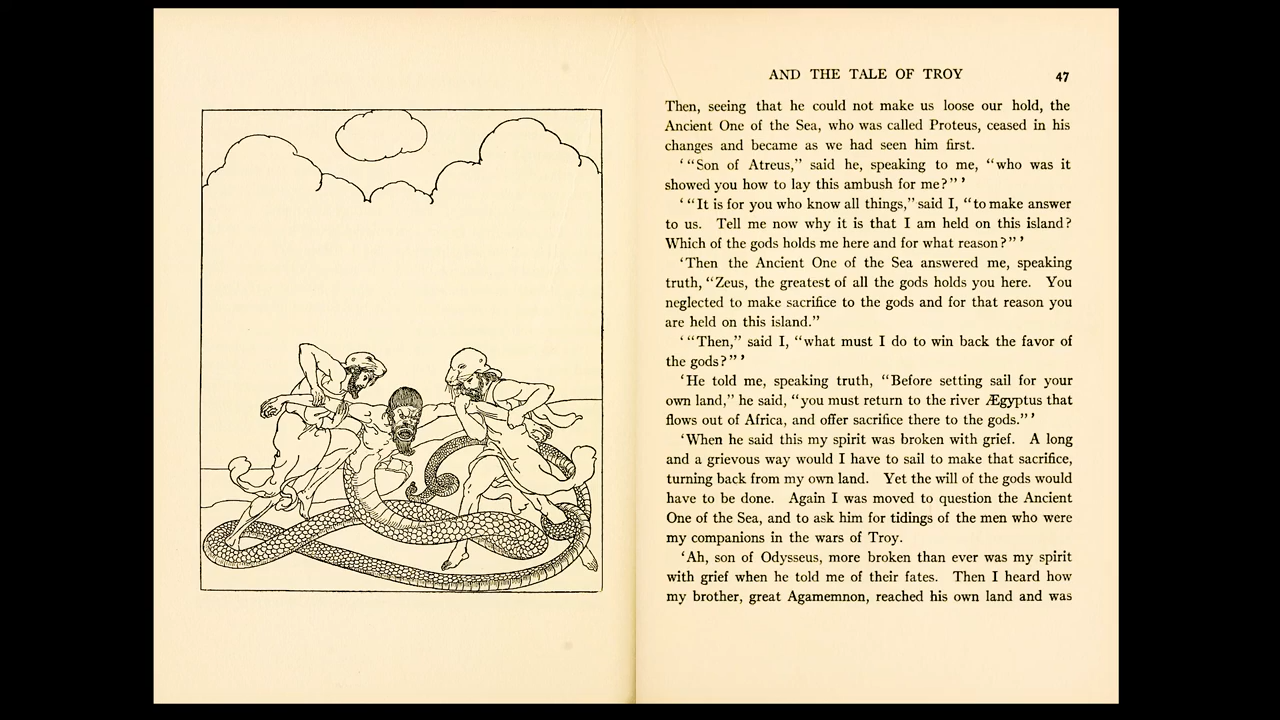 AND THE TALE OF TROY 47
Then, seeing that he could not make us loose our hold, the
Ancient One of the Sea, who was called Proteus, ceased in his
changes and became as we had seen him first.
‘“Son of Atreus,” said he, speaking to me, “who was it
showed you how to lay this ambush for me?”’
‘“It is for you who know all things,” said I, “to make answer
to us. Tell me now why it is that I am held on this island?
Which of the gods holds me here and for what reason?”’
‘Then the Ancient One of the Sea answered me, speaking
truth, “Zeus, the greatest of all the gods holds you here. You
neglected to make sacrifice to the gods and for that reason you
are held on this island.”
‘“Then,” said I, “what must I do to win back the favor of
the gods?”’
‘He told me, speaking truth, “Before setting sail for your
own land,” he said, “you must return to the river Ægyptus that
flows out of Africa, and offer sacrifice there to the gods.”’
‘When he said this my spirit was broken with grief. A long
and a grievous way would I have to sail to make that sacrifice,
turning back from my own land. Yet the will of the gods would
have to be done. Again I was moved to question the Ancient
One of the Sea, and to ask him for tidings of the men who were
my companions in the wars of Troy.
‘Ah, son of Odysseus, more broken than ever was my spirit
with grief when he told me of their fates. Then I heard how
my brother, great Agamemnon, reached his own land and was